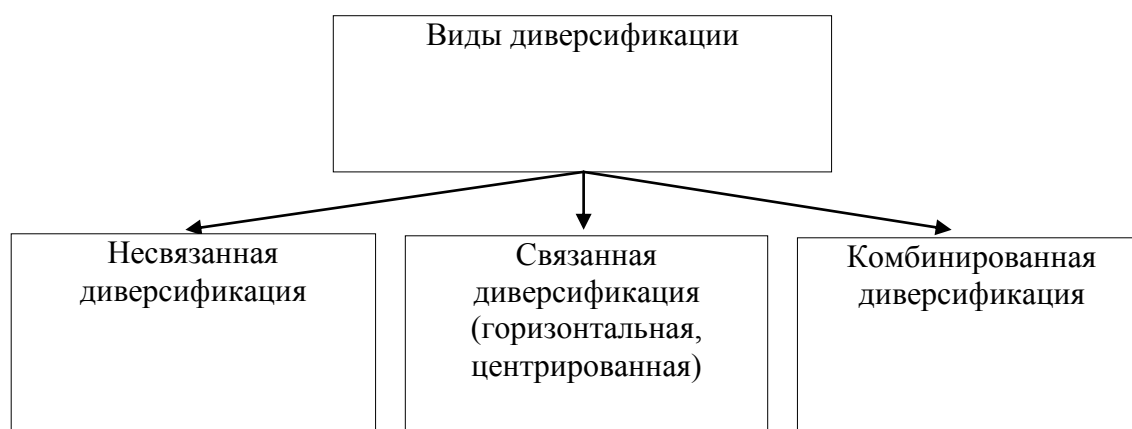 Виды диверсификации
Несвязанная
диверсификация
Связанная
диверсификация
(горизонтальная,
центрированная)
Комбинированная
диверсификация